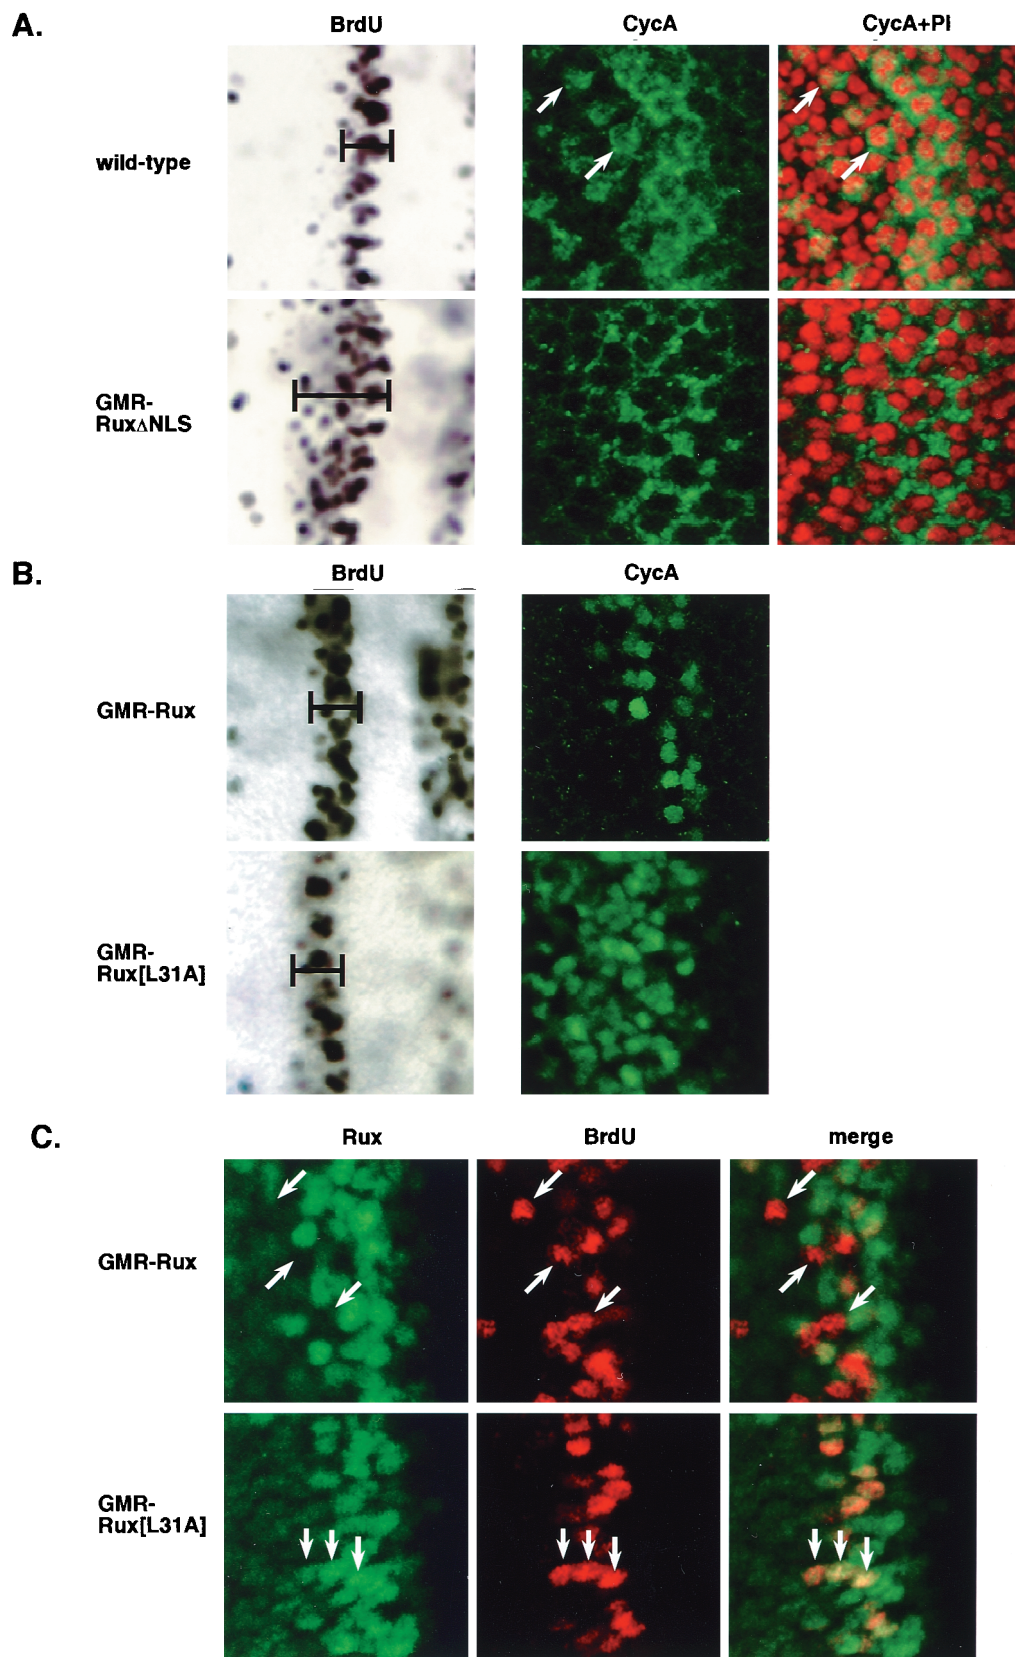 A.
BrdU
CycA
CycA+PI
wild-type
GMR-
RuxΔNLS
B.
BrdU
CycA
GMR-Rux
GMR-
Rux[L31A]
C.
Rux
BrdU
merge
GMR-Rux
GMR-
Rux[L31A]